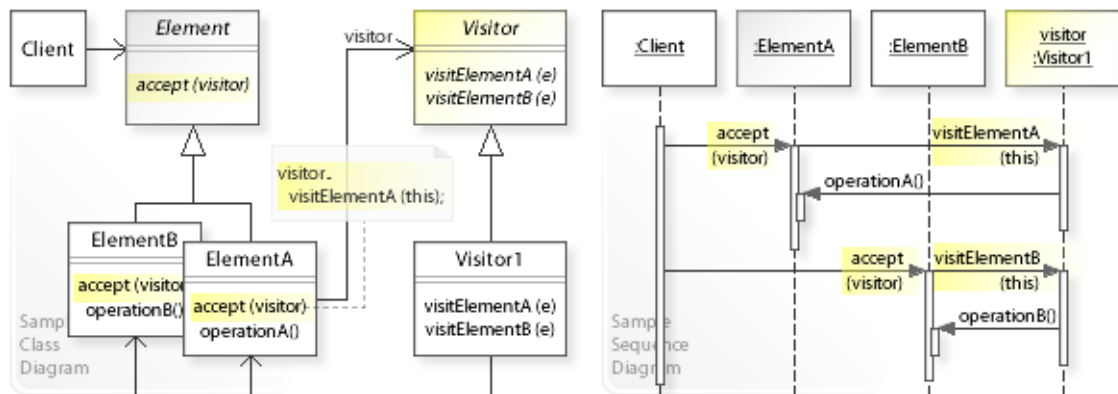 Client
Element
accept (visitor)
visitor
Visitor
visitElementA (e)
visitElementB (e)
visitor.
visitElementA (this);
ElementB
accept (visitor
operationB()
ElementA
accept (visitor)
operationA()
Visitor1
visitElementA (e)
visitElementB (e)
Sample
Class
Diagram
:Client
:ElementA
:ElementB
visitor
:Visitor1
accept
(visitor)
visitElementA
(this)
operationA()
accept
(visitor)
visitElementB
(this)
operationB()
Sample
Sequence
Diagram